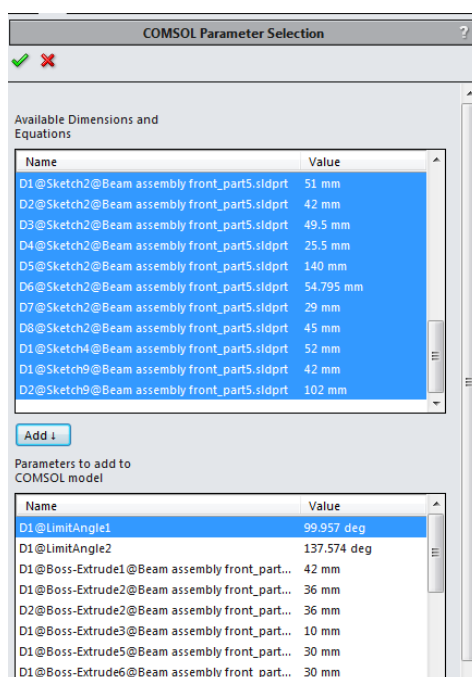 COMSOL Parameter Selection ?
Available Dimensions and
Equations
Name Value
D1@Sketch2@Beam assembly front_part5.sldprt 51 mm
D2@Sketch2@Beam assembly front_part5.sldprt 42 mm
D3@Sketch2@Beam assembly front_part5.sldprt 49.5 mm
D4@Sketch2@Beam assembly front_part5.sldprt 25.5 mm
D5@Sketch2@Beam assembly front_part5.sldprt 140 mm
D6@Sketch2@Beam assembly front_part5.sldprt 54.795 mm
D7@Sketch2@Beam assembly front_part5.sldprt 29 mm
D8@Sketch2@Beam assembly front_part5.sldprt 45 mm
D1@Sketch4@Beam assembly front_part5.sldprt 52 mm
D1@Sketch9@Beam assembly front_part5.sldprt 42 mm
D2@Sketch9@Beam assembly front_part5.sldprt 102 mm
Add ↓
Parameters to add to
COMSOL model
Name Value
D1@LimitAngle1 99.957 deg
D1@LimitAngle2 137.574 deg
D1@Boss-Extrude1@Beam assembly front_part... 42 mm
D1@Boss-Extrude2@Beam assembly front_part... 36 mm
D2@Boss-Extrude2@Beam assembly front_part... 36 mm
D1@Boss-Extrude3@Beam assembly front_part... 10 mm
D1@Boss-Extrude5@Beam assembly front_part... 30 mm
D1@Boss-Extrude6@Beam assembly front_part... 30 mm